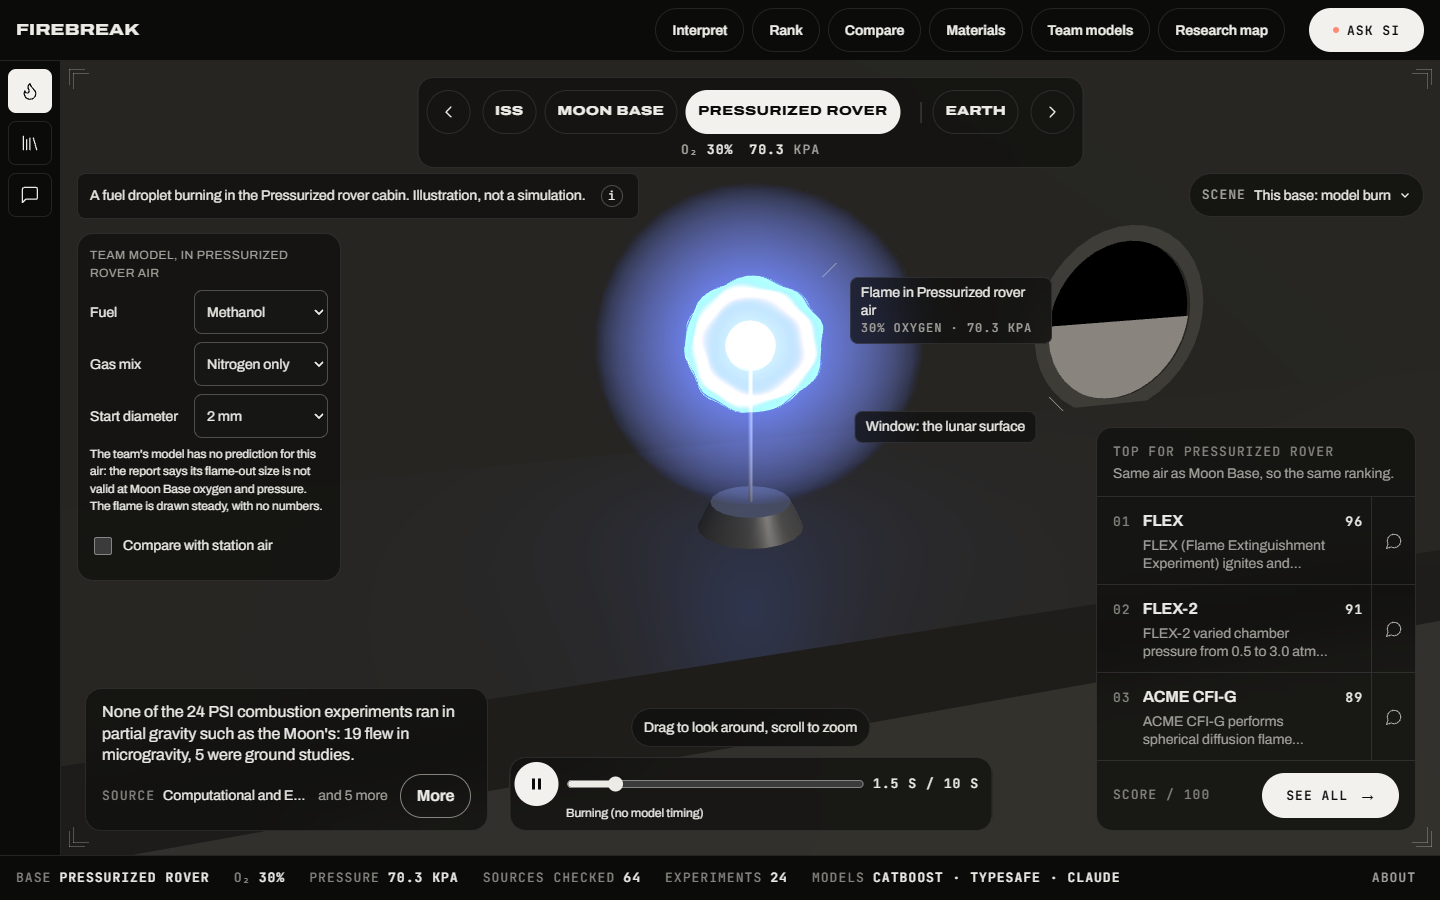 FIREBREAK
Interpret
Rank
Compare
Materials
Team models
Research map
ASK SI
ISS
MOON BASE
PRESSURIZED ROVER
EARTH
O₂ 30% 70.3 KPA
A fuel droplet burning in the Pressurized rover cabin. Illustration, not a simulation.
i
SCENE This base: model burn
TEAM MODEL, IN PRESSURIZED
ROVER AIR
Fuel
Methanol
Gas mix
Nitrogen only
Start diameter
2 mm
The team's model has no prediction for this
air: the report says its flame-out size is not
valid at Moon Base oxygen and pressure.
The flame is drawn steady, with no numbers.
Compare with station air
Flame in Pressurized rover
air
30% OXYGEN · 70.3 KPA
Window: the lunar surface
TOP FOR PRESSURIZED ROVER
Same air as Moon Base, so the same ranking.
01 FLEX 96
FLEX (Flame Extinguishment
Experiment) ignites and...
02 FLEX-2 91
FLEX-2 varied chamber
pressure from 0.5 to 3.0 atm...
03 ACME CFI-G 89
ACME CFI-G performs
spherical diffusion flame...
SCORE / 100
SEE ALL →
None of the 24 PSI combustion experiments ran in
partial gravity such as the Moon's: 19 flew in
microgravity, 5 were ground studies.
SOURCE Computational and E... and 5 more
More
Drag to look around, scroll to zoom
1.5 S / 10 S
Burning (no model timing)
BASE PRESSURIZED ROVER O₂ 30% PRESSURE 70.3 KPA SOURCES CHECKED 64 EXPERIMENTS 24 MODELS CATBOOST · TYPESAFE · CLAUDE ABOUT